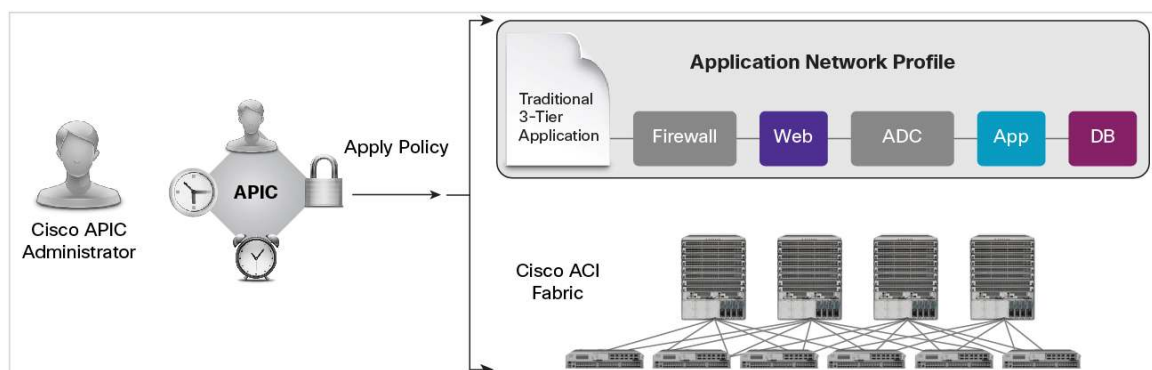 Application Network Profile
Traditional
3-Tier
Application
Firewall
Web
ADC
App
DB
Apply Policy
APIC
Cisco APIC
Administrator
Cisco ACI
Fabric